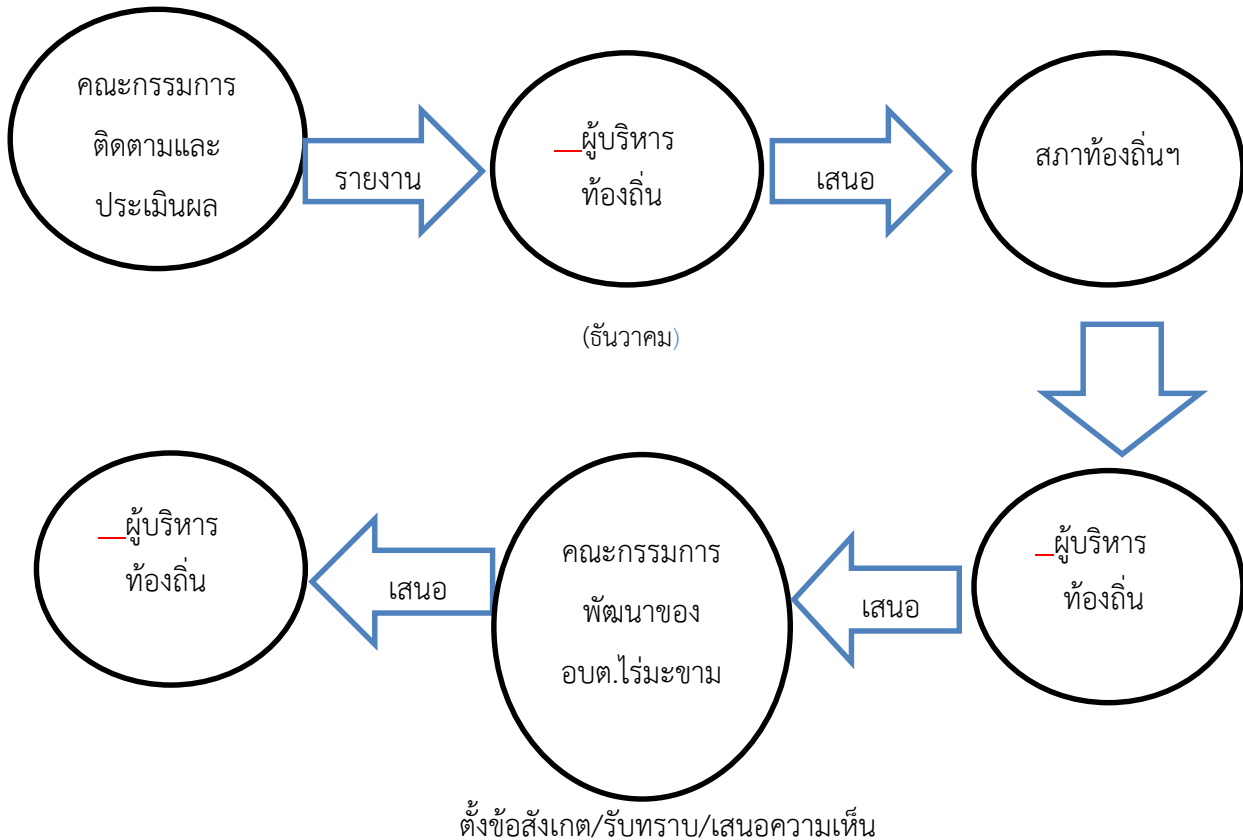 คณะกรรมการ
ติดตามและ
ประเมินผล
รายงาน
__ผู้บริหาร
ท้องถิ่น
เสนอ
สภาท้องถิ่นฯ
(ธันวาคม)
_ผู้บริหาร
ท้องถิ่น
เสนอ
คณะกรรมการ
พัฒนาของ
อบต.ไร่มะขาม
เสนอ
__ผู้บริหาร
ท้องถิ่น
ตั้งข้อสังเกต/รับทราบ/เสนอความเห็น